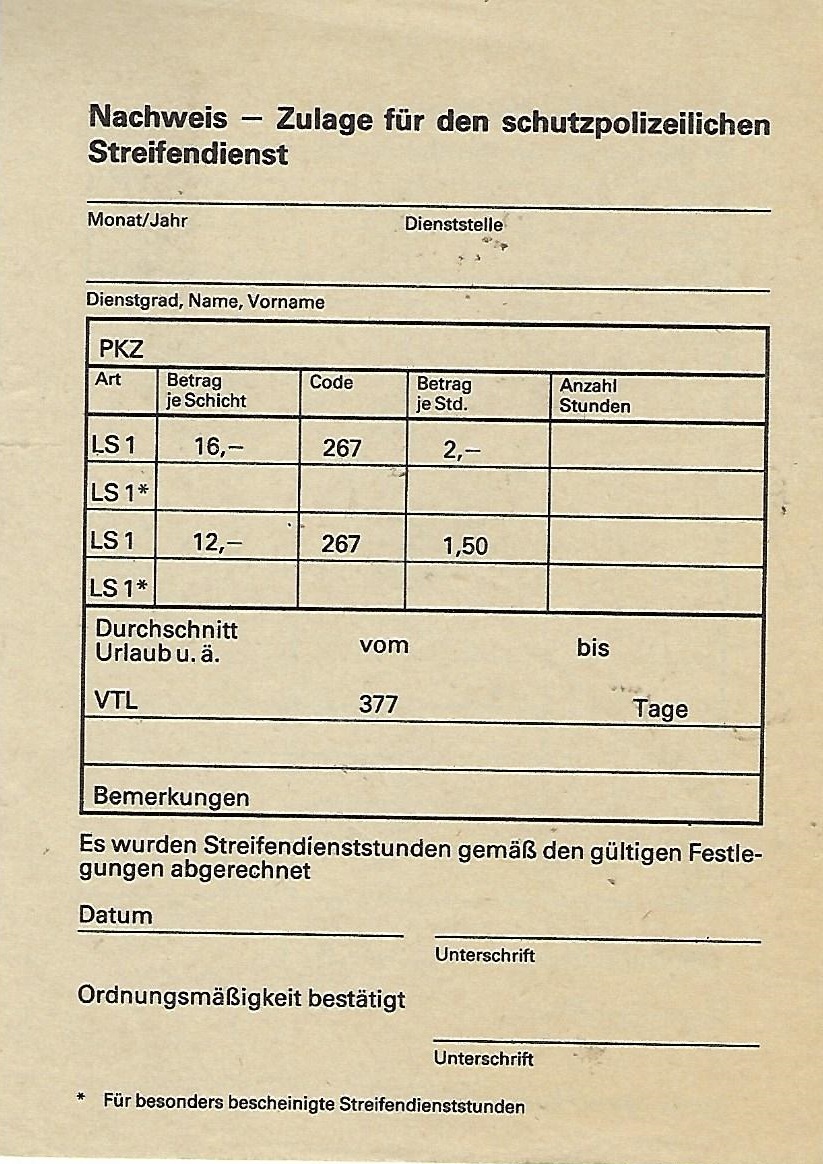 Nachweis – Zulage für den schutzpolizeilichen
Streifendienst
Monat/Jahr Dienststelle
Dienstgrad, Name, Vorname
PKZ
Art Betrag je Schicht Code Betrag je Std. Anzahl Stunden
LS 1 16,– 267 2,–
LS 1*
LS 1 12,– 267 1,50
LS 1*
Durchschnitt
Urlaub u. ä. vom bis
VTL 377 Tage
Bemerkungen
Es wurden Streifendienststunden gemäß den gültigen Festle-
gungen abgerechnet
Datum
Unterschrift
Ordnungsmäßigkeit bestätigt
Unterschrift
* Für besonders bescheinigte Streifendienststunden